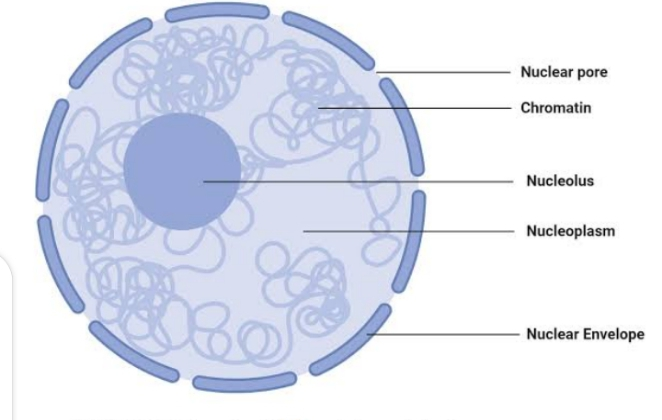 Nuclear pore
Chromatin
Nucleolus
Nucleoplasm
Nuclear Envelope